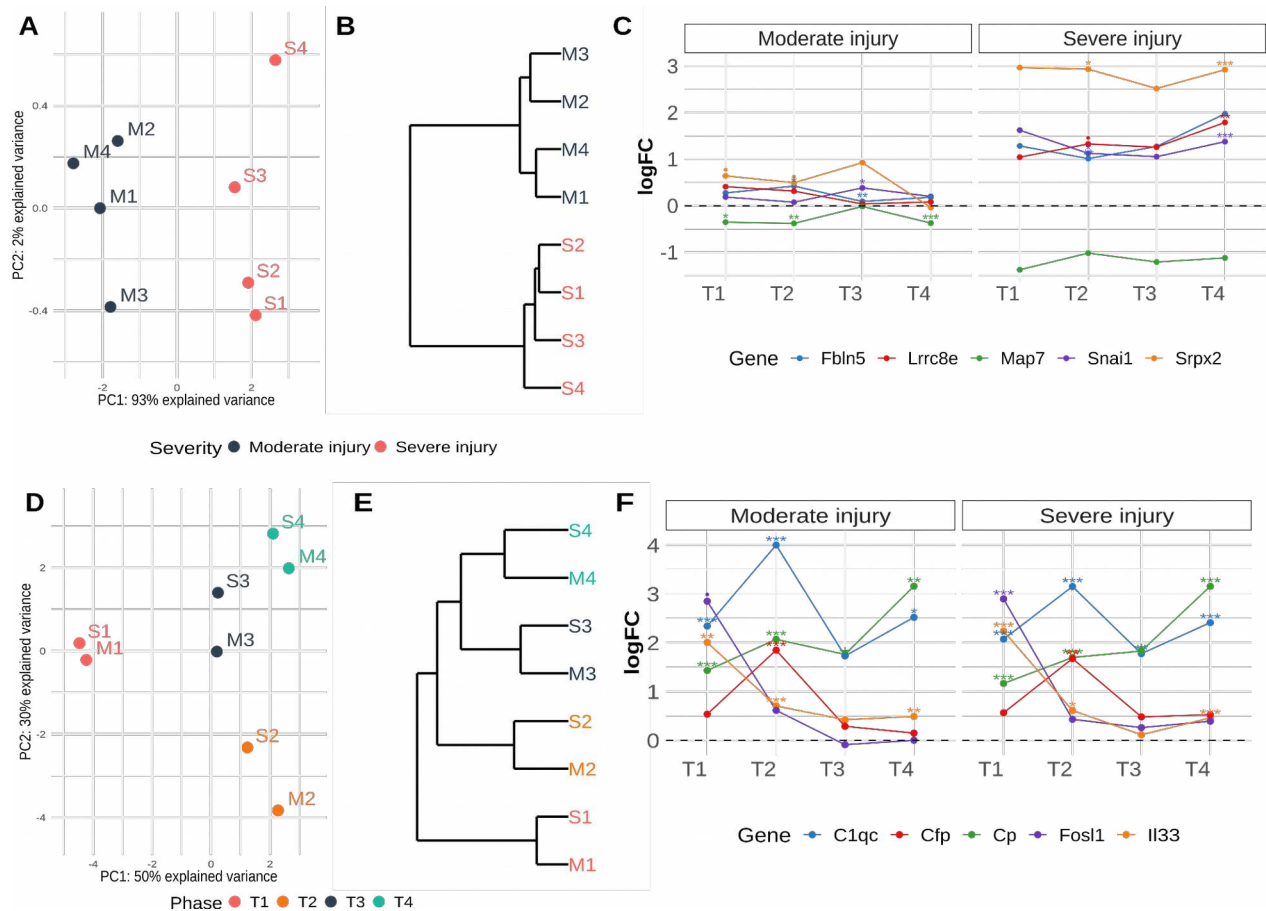 A
S4
0.4
M2
M4
S3
0.0
M1
S2
S1
M3
-0.4
PC2: 2% explained variance
-2
0
2
PC1: 93% explained variance
B
M3
M2
M4
M1
S2
S1
S3
S4
Severity Moderate injury Severe injury
C
Moderate injury
Severe injury
logFC
3
2
1
0
-1
* ** ***
* ** ***
T1 T2 T3 T4
T1 T2 T3 T4
Gene Fbln5 Lrrc8e Map7 Snai1 Srpx2
D
S4
M4
2
S3
S1
M1
0
M3
-2
S2
M2
-4
PC2: 30% explained variance
-4
-2
0
2
PC1: 50% explained variance
Phase T1 T2 T3 T4
E
S4
M4
S3
M3
S2
M2
S1
M1
F
Moderate injury
Severe injury
logFC
4
3
2
1
0
T1 T2 T3 T4
T1 T2 T3 T4
Gene C1qc Cfp Cp Fosl1 Il33